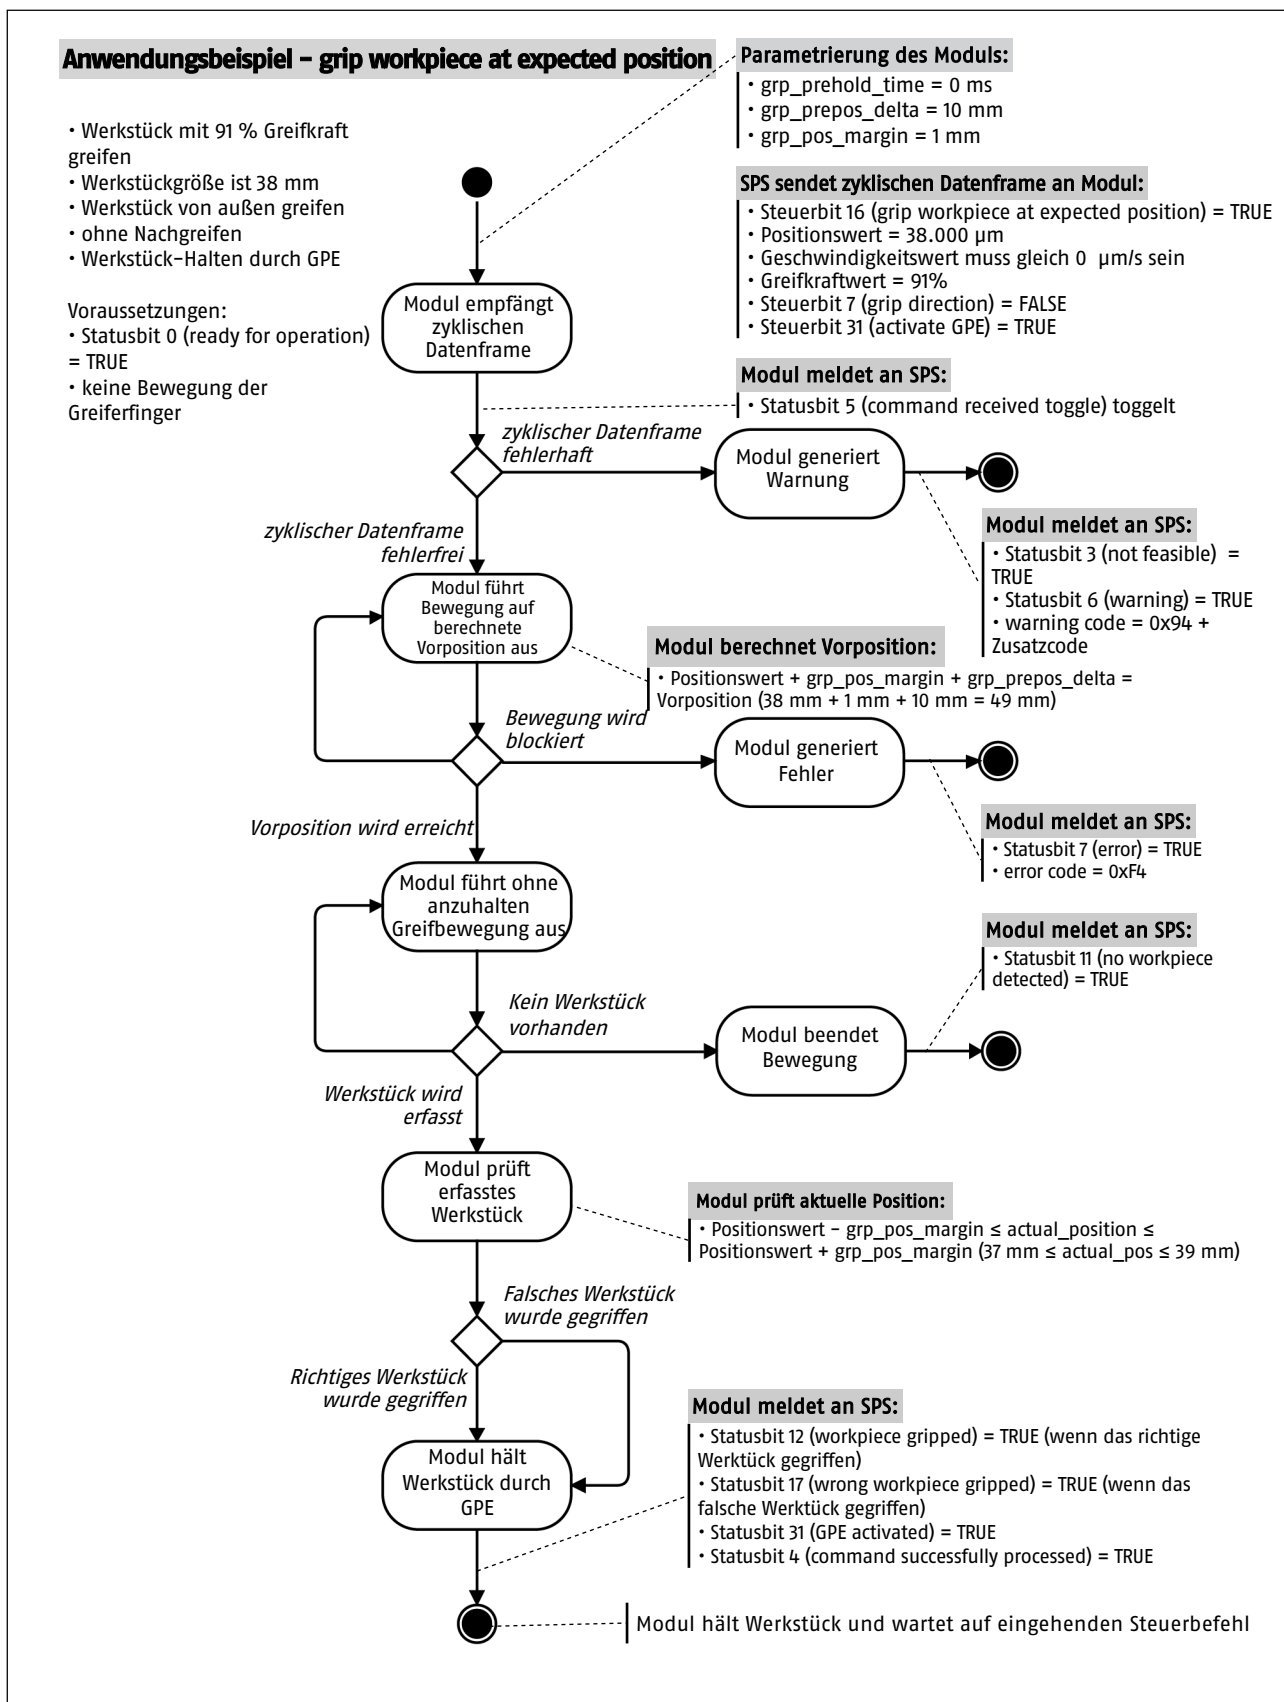 Anwendungsbeispiel – grip workpiece at expected position
• Werkstück mit 91 % Greifkraft
greifen
• Werkstückgröße ist 38 mm
• Werkstück von außen greifen
• ohne Nachgreifen
• Werkstück-Halten durch GPE
Voraussetzungen:
• Statusbit 0 (ready for operation)
= TRUE
• keine Bewegung der
Greiferfinger
Parametrierung des Moduls:
• grp_prehold_time = 0 ms
• grp_prepos_delta = 10 mm
• grp_pos_margin = 1 mm
SPS sendet zyklischen Datenframe an Modul:
• Steuerbit 16 (grip workpiece at expected position) = TRUE
• Positionswert = 38.000 µm
• Geschwindigkeitswert muss gleich 0 µm/s sein
• Greifkraftwert = 91%
• Steuerbit 7 (grip direction) = FALSE
• Steuerbit 31 (activate GPE) = TRUE
Modul empfängt
zyklischen
Datenframe
Modul meldet an SPS:
• Statusbit 5 (command received toggle) toggelt
zyklischer Datenframe
fehlerhaft
Modul generiert
Warnung
Modul meldet an SPS:
• Statusbit 3 (not feasible) =
TRUE
• Statusbit 6 (warning) = TRUE
• warning code = 0x94 +
Zusatzcode
zyklischer Datenframe
fehlerfrei
Modul führt
Bewegung auf
berechnete
Vorposition aus
Modul berechnet Vorposition:
• Positionswert + grp_pos_margin + grp_prepos_delta =
Vorposition (38 mm + 1 mm + 10 mm = 49 mm)
Bewegung wird
blockiert
Modul generiert
Fehler
Modul meldet an SPS:
• Statusbit 7 (error) = TRUE
• error code = 0xF4
Vorposition wird erreicht
Modul führt ohne
anzuhalten
Greifbewegung aus
Modul meldet an SPS:
• Statusbit 11 (no workpiece
detected) = TRUE
Kein Werkstück
vorhanden
Modul beendet
Bewegung
Werkstück wird
erfasst
Modul prüft
erfasstes
Werkstück
Modul prüft aktuelle Position:
• Positionswert – grp_pos_margin ≤ actual_position ≤
Positionswert + grp_pos_margin (37 mm ≤ actual_pos ≤ 39 mm)
Falsches Werkstück
wurde gegriffen
Richtiges Werkstück
wurde gegriffen
Modul hält
Werkstück durch
GPE
Modul meldet an SPS:
• Statusbit 12 (workpiece gripped) = TRUE (wenn das richtige
Werktück gegriffen)
• Statusbit 17 (wrong workpiece gripped) = TRUE (wenn das
falsche Werktück gegriffen)
• Statusbit 31 (GPE activated) = TRUE
• Statusbit 4 (command successfully processed) = TRUE
Modul hält Werkstück und wartet auf eingehenden Steuerbefehl